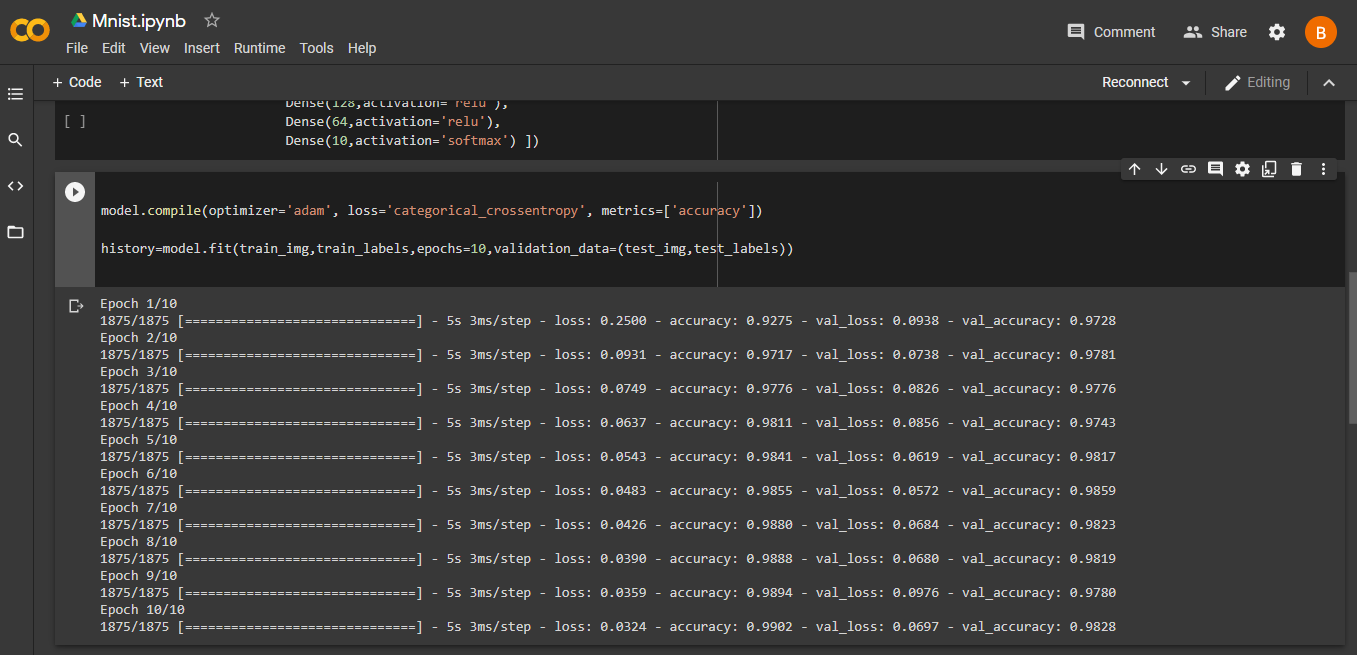 Mnist.ipynb
File Edit View Insert Runtime Tools Help
Comment Share B
+ Code + Text
Reconnect Editing
Dense(128,activation='relu'),
[ ]
Dense(64,activation='relu'),
Dense(10,activation='softmax') ])
model.compile(optimizer='adam', loss='categorical_crossentropy', metrics=['accuracy'])
history=model.fit(train_img,train_labels,epochs=10,validation_data=(test_img,test_labels))
Epoch 1/10
1875/1875 [==============================] - 5s 3ms/step - loss: 0.2500 - accuracy: 0.9275 - val_loss: 0.0938 - val_accuracy: 0.9728
Epoch 2/10
1875/1875 [==============================] - 5s 3ms/step - loss: 0.0931 - accuracy: 0.9717 - val_loss: 0.0738 - val_accuracy: 0.9781
Epoch 3/10
1875/1875 [==============================] - 5s 3ms/step - loss: 0.0749 - accuracy: 0.9776 - val_loss: 0.0826 - val_accuracy: 0.9776
Epoch 4/10
1875/1875 [==============================] - 5s 3ms/step - loss: 0.0637 - accuracy: 0.9811 - val_loss: 0.0856 - val_accuracy: 0.9743
Epoch 5/10
1875/1875 [==============================] - 5s 3ms/step - loss: 0.0543 - accuracy: 0.9841 - val_loss: 0.0619 - val_accuracy: 0.9817
Epoch 6/10
1875/1875 [==============================] - 5s 3ms/step - loss: 0.0483 - accuracy: 0.9855 - val_loss: 0.0572 - val_accuracy: 0.9859
Epoch 7/10
1875/1875 [==============================] - 5s 3ms/step - loss: 0.0426 - accuracy: 0.9880 - val_loss: 0.0684 - val_accuracy: 0.9823
Epoch 8/10
1875/1875 [==============================] - 5s 3ms/step - loss: 0.0390 - accuracy: 0.9888 - val_loss: 0.0680 - val_accuracy: 0.9819
Epoch 9/10
1875/1875 [==============================] - 5s 3ms/step - loss: 0.0359 - accuracy: 0.9894 - val_loss: 0.0976 - val_accuracy: 0.9780
Epoch 10/10
1875/1875 [==============================] - 5s 3ms/step - loss: 0.0324 - accuracy: 0.9902 - val_loss: 0.0697 - val_accuracy: 0.9828